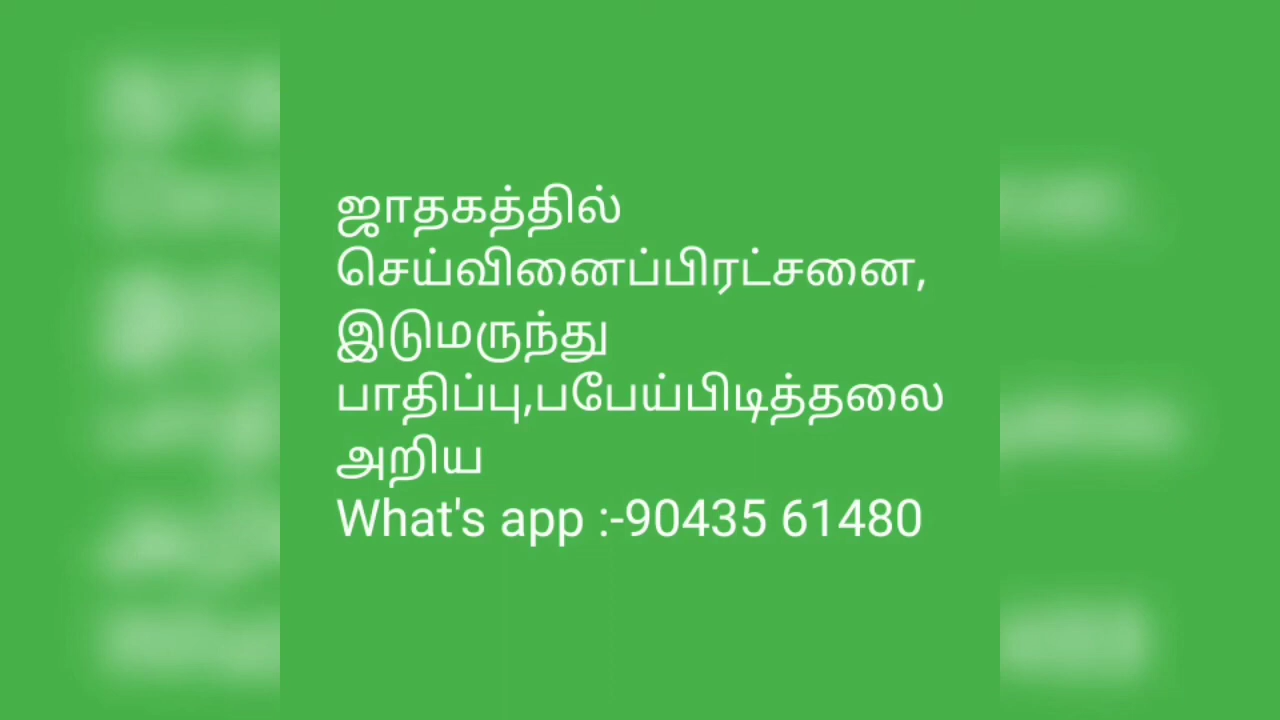 ஜாதகத்தில்
செய்வினைப்பிரட்சனை,
இடுமருந்து
பாதிப்பு,பபேய்பிடித்தலை
அறிய
What's app :-90435 61480